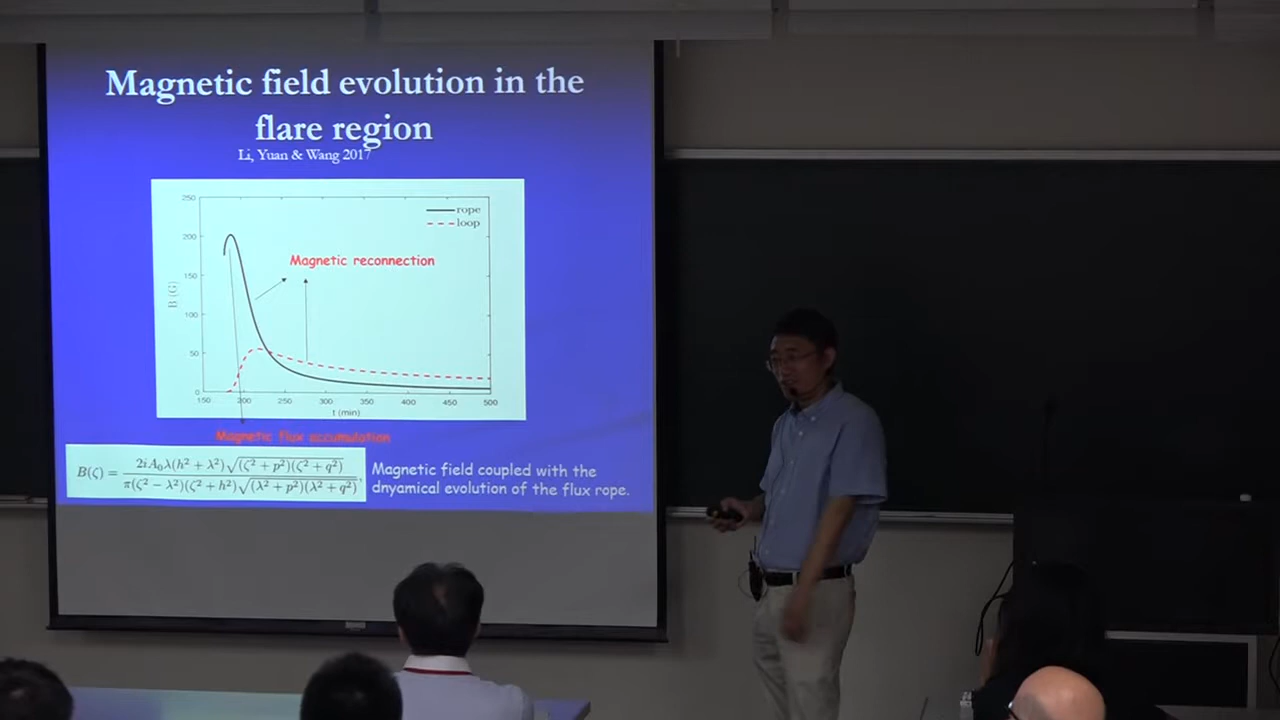 Magnetic field evolution in the
flare region
Li, Yuan & Wang 2017
250
200
150
100
50
0
B (G)
rope
loop
Magnetic reconnection
150 200 250 300 350 400 450 500
t (min)
Magnetic flux accumulation
B(ζ) = 2iA₀λ(h² + λ²)√(ζ² + p²)(ζ² + q²) / π(ζ² − λ²)(ζ² + h²)√(λ² + p²)(λ² + q²),
Magnetic field coupled with the
dnyamical evolution of the flux rope.